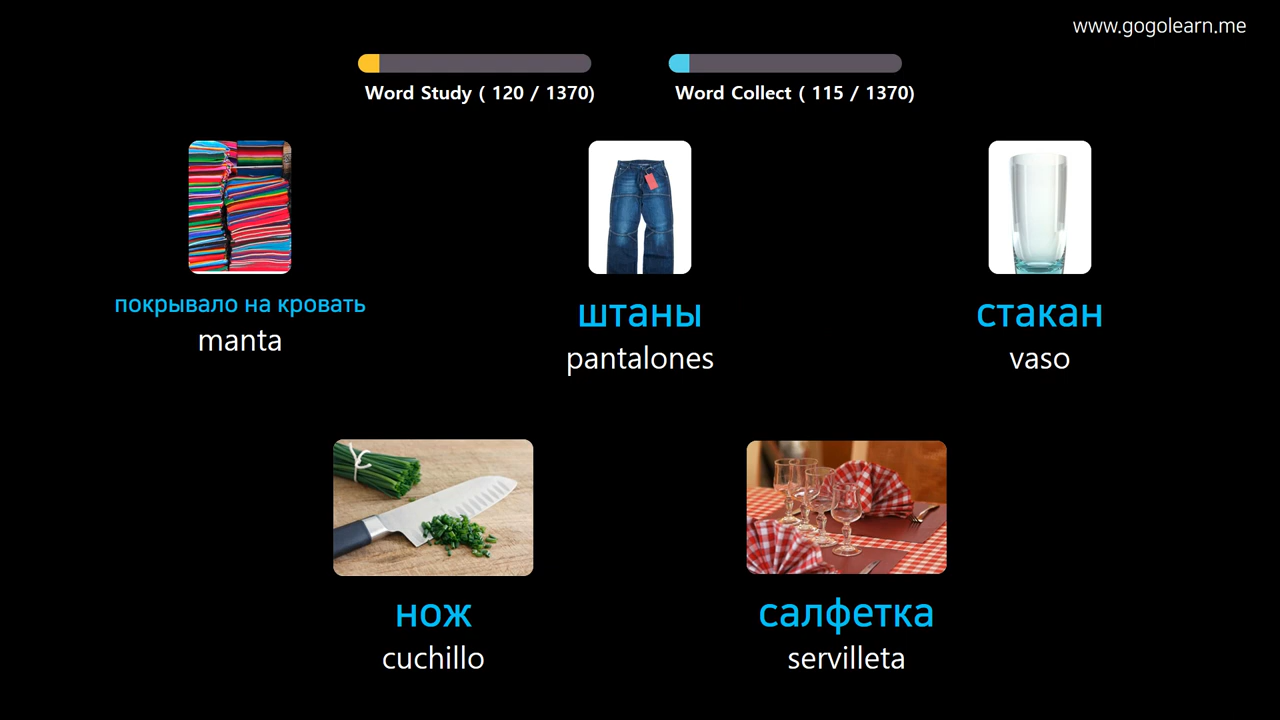 www.gogolearn.me
Word Study ( 120 / 1370)
Word Collect ( 115 / 1370)
покрывало на кровать
manta
штаны
pantalones
стакан
vaso
нож
cuchillo
салфетка
servilleta